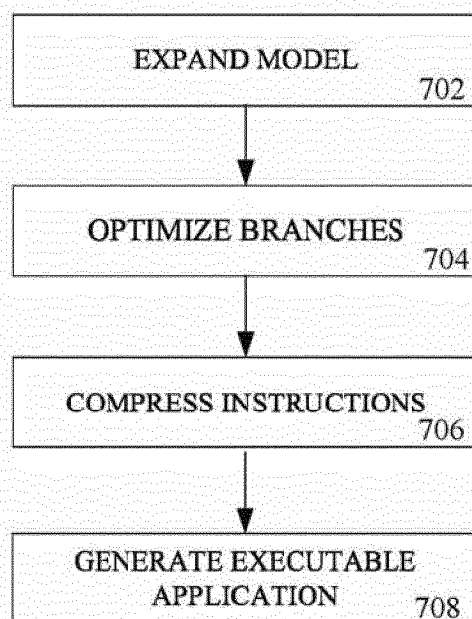 EXPAND MODEL
702
OPTIMIZE BRANCHES
704
COMPRESS INSTRUCTIONS
706
GENERATE EXECUTABLE
APPLICATION
708